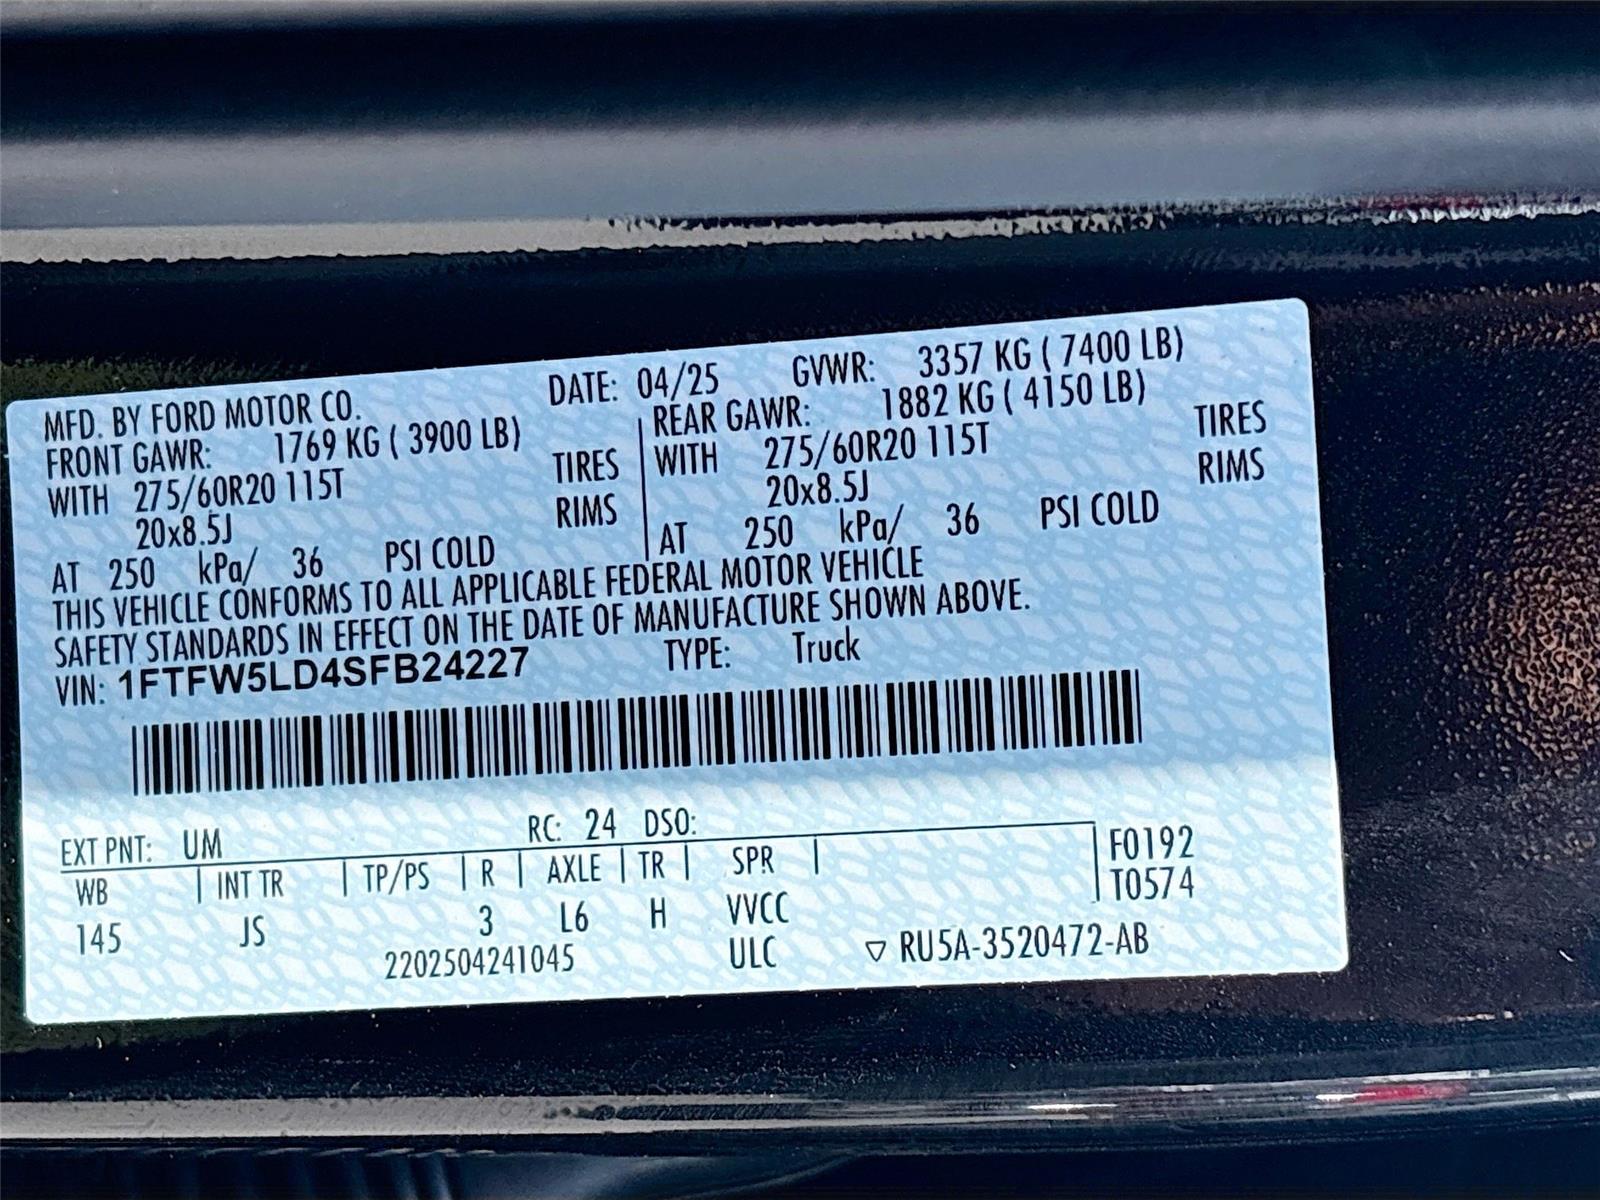 MFD. BY FORD MOTOR CO. DATE: 04/25 GVWR: 3357 KG ( 7400 LB)
FRONT GAWR: 1769 KG ( 3900 LB) REAR GAWR: 1882 KG ( 4150 LB)
WITH 275/60R20 115T TIRES WITH 275/60R20 115T TIRES
20x8.5J RIMS 20x8.5J RIMS
AT 250 kPa/ 36 PSI COLD AT 250 kPa/ 36 PSI COLD
THIS VEHICLE CONFORMS TO ALL APPLICABLE FEDERAL MOTOR VEHICLE
SAFETY STANDARDS IN EFFECT ON THE DATE OF MANUFACTURE SHOWN ABOVE.
VIN: 1FTFW5LD4SFB24227 TYPE: Truck
EXT PNT: UM RC: 24 DSO:
WB INT TR TP/PS R AXLE TR SPR F0192
T0574
145 JS 3 L6 H VVCC
2202504241045 ULC ▽ RU5A-3520472-AB